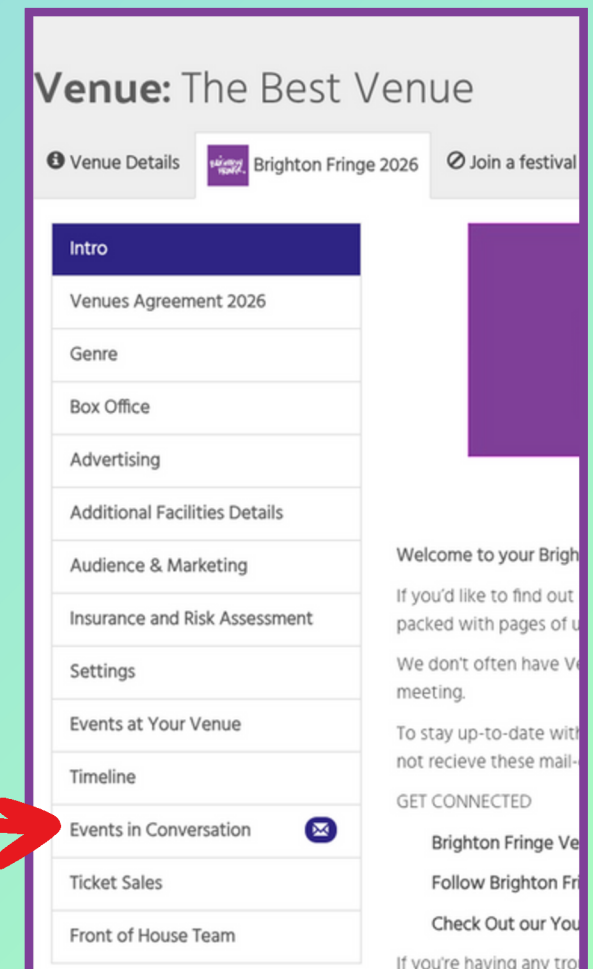 Venue: The Best Venue
Venue Details
BRIGHTON
FRINGE
Brighton Fringe 2026
Join a festival
Intro
Venues Agreement 2026
Genre
Box Office
Advertising
Additional Facilities Details
Audience & Marketing
Insurance and Risk Assessment
Settings
Events at Your Venue
Timeline
Events in Conversation
Ticket Sales
Front of House Team
Welcome to your Brigh
If you'd like to find out
packed with pages of u
We don't often have Ve
meeting.
To stay up-to-date with
not recieve these mail-
GET CONNECTED
Brighton Fringe Ve
Follow Brighton Fri
Check Out our You
If you're having any trou